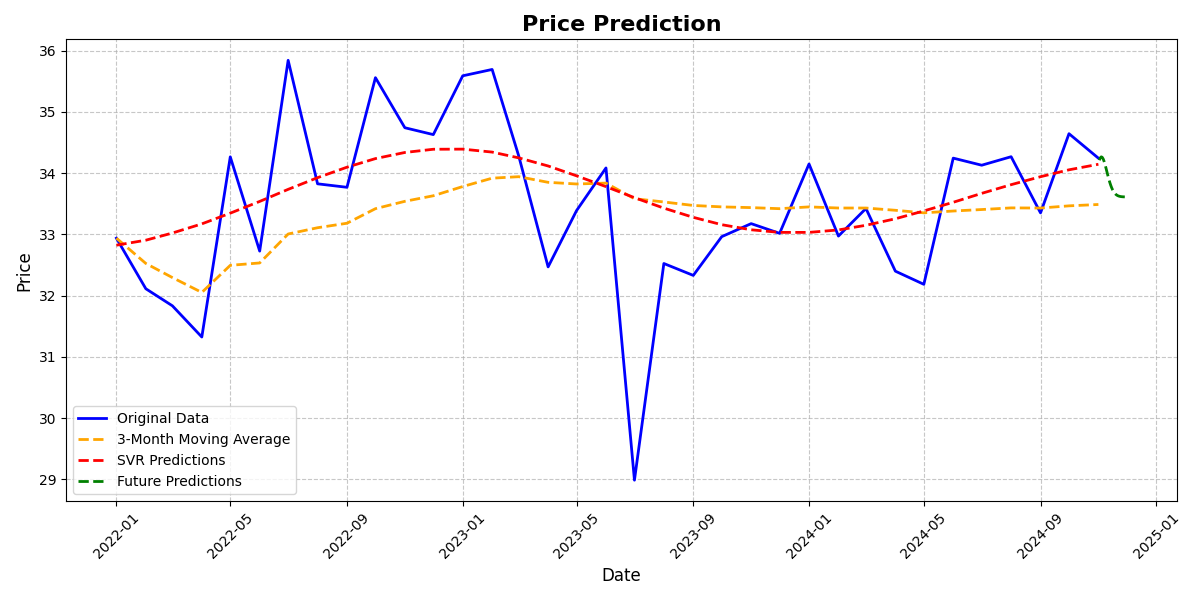 Price Prediction
36
35
34
33
32
31
30
29
Price
Original Data
3-Month Moving Average
SVR Predictions
Future Predictions
2022-01
2022-05
2022-09
2023-01
2023-05
2023-09
2024-01
2024-05
2024-09
2025-01
Date